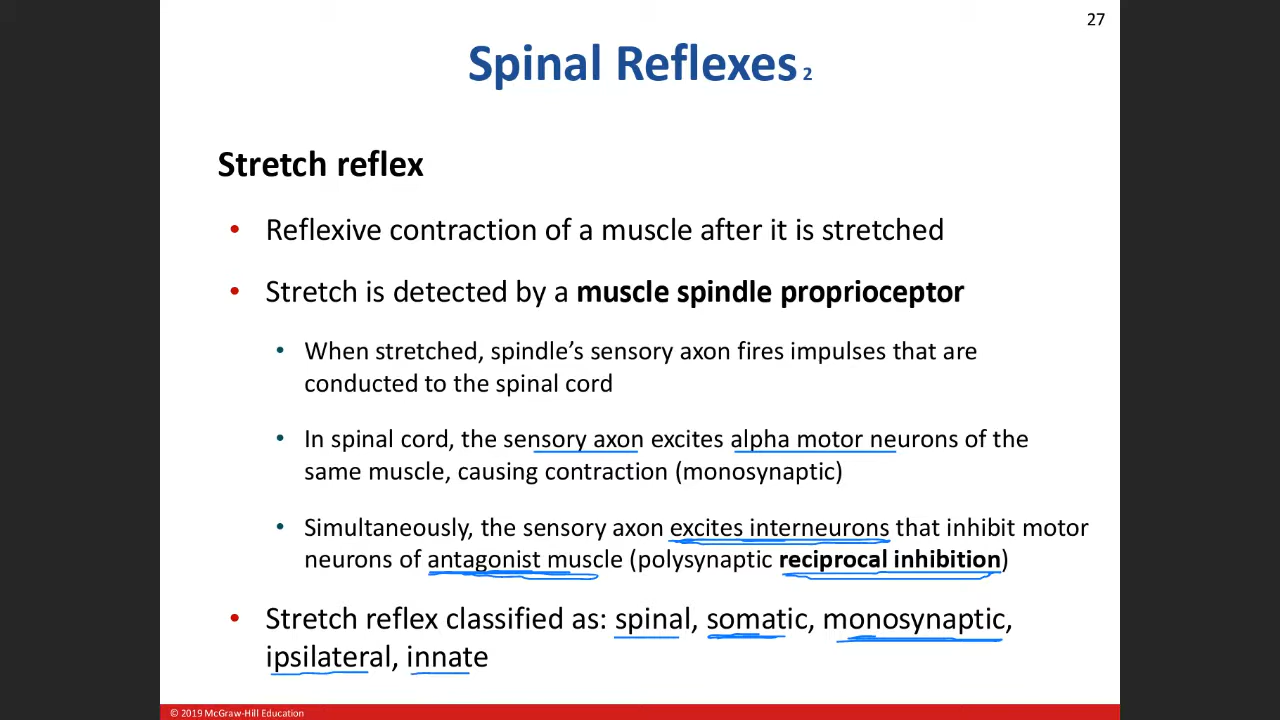 27
Spinal Reflexes 2
Stretch reflex
• Reflexive contraction of a muscle after it is stretched
• Stretch is detected by a muscle spindle proprioceptor
• When stretched, spindle's sensory axon fires impulses that are
conducted to the spinal cord
• In spinal cord, the sensory axon excites alpha motor neurons of the
same muscle, causing contraction (monosynaptic)
• Simultaneously, the sensory axon excites interneurons that inhibit motor
neurons of antagonist muscle (polysynaptic reciprocal inhibition)
• Stretch reflex classified as: spinal, somatic, monosynaptic,
ipsilateral, innate
© 2019 McGraw-Hill Education